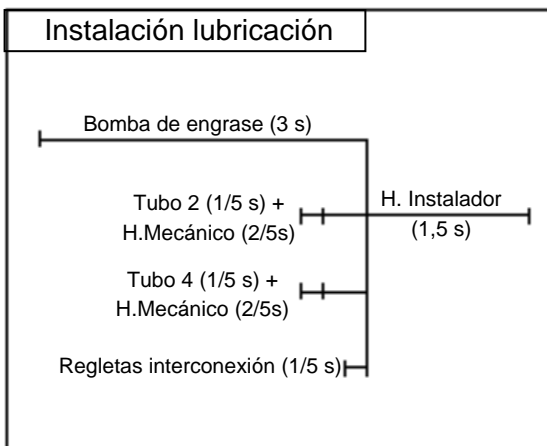 Instalación lubricación
Bomba de engrase (3 s)
Tubo 2 (1/5 s) +
H.Mecánico (2/5s)
H. Instalador
(1,5 s)
Tubo 4 (1/5 s) +
H.Mecánico (2/5s)
Regletas interconexión (1/5 s)